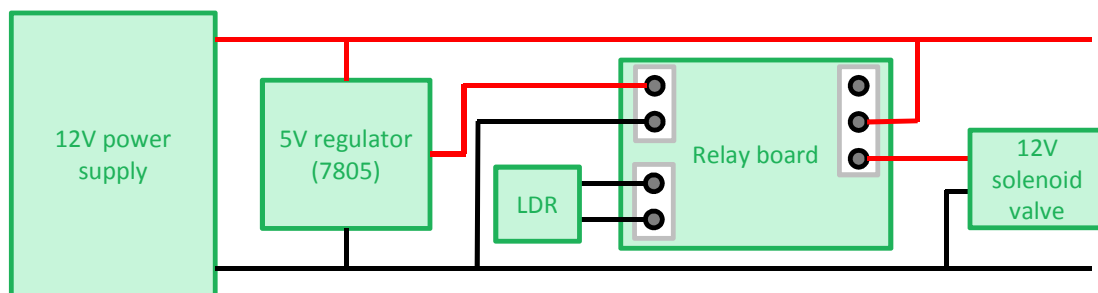 12V power
supply
5V regulator
(7805)
LDR
Relay board
12V
solenoid
valve